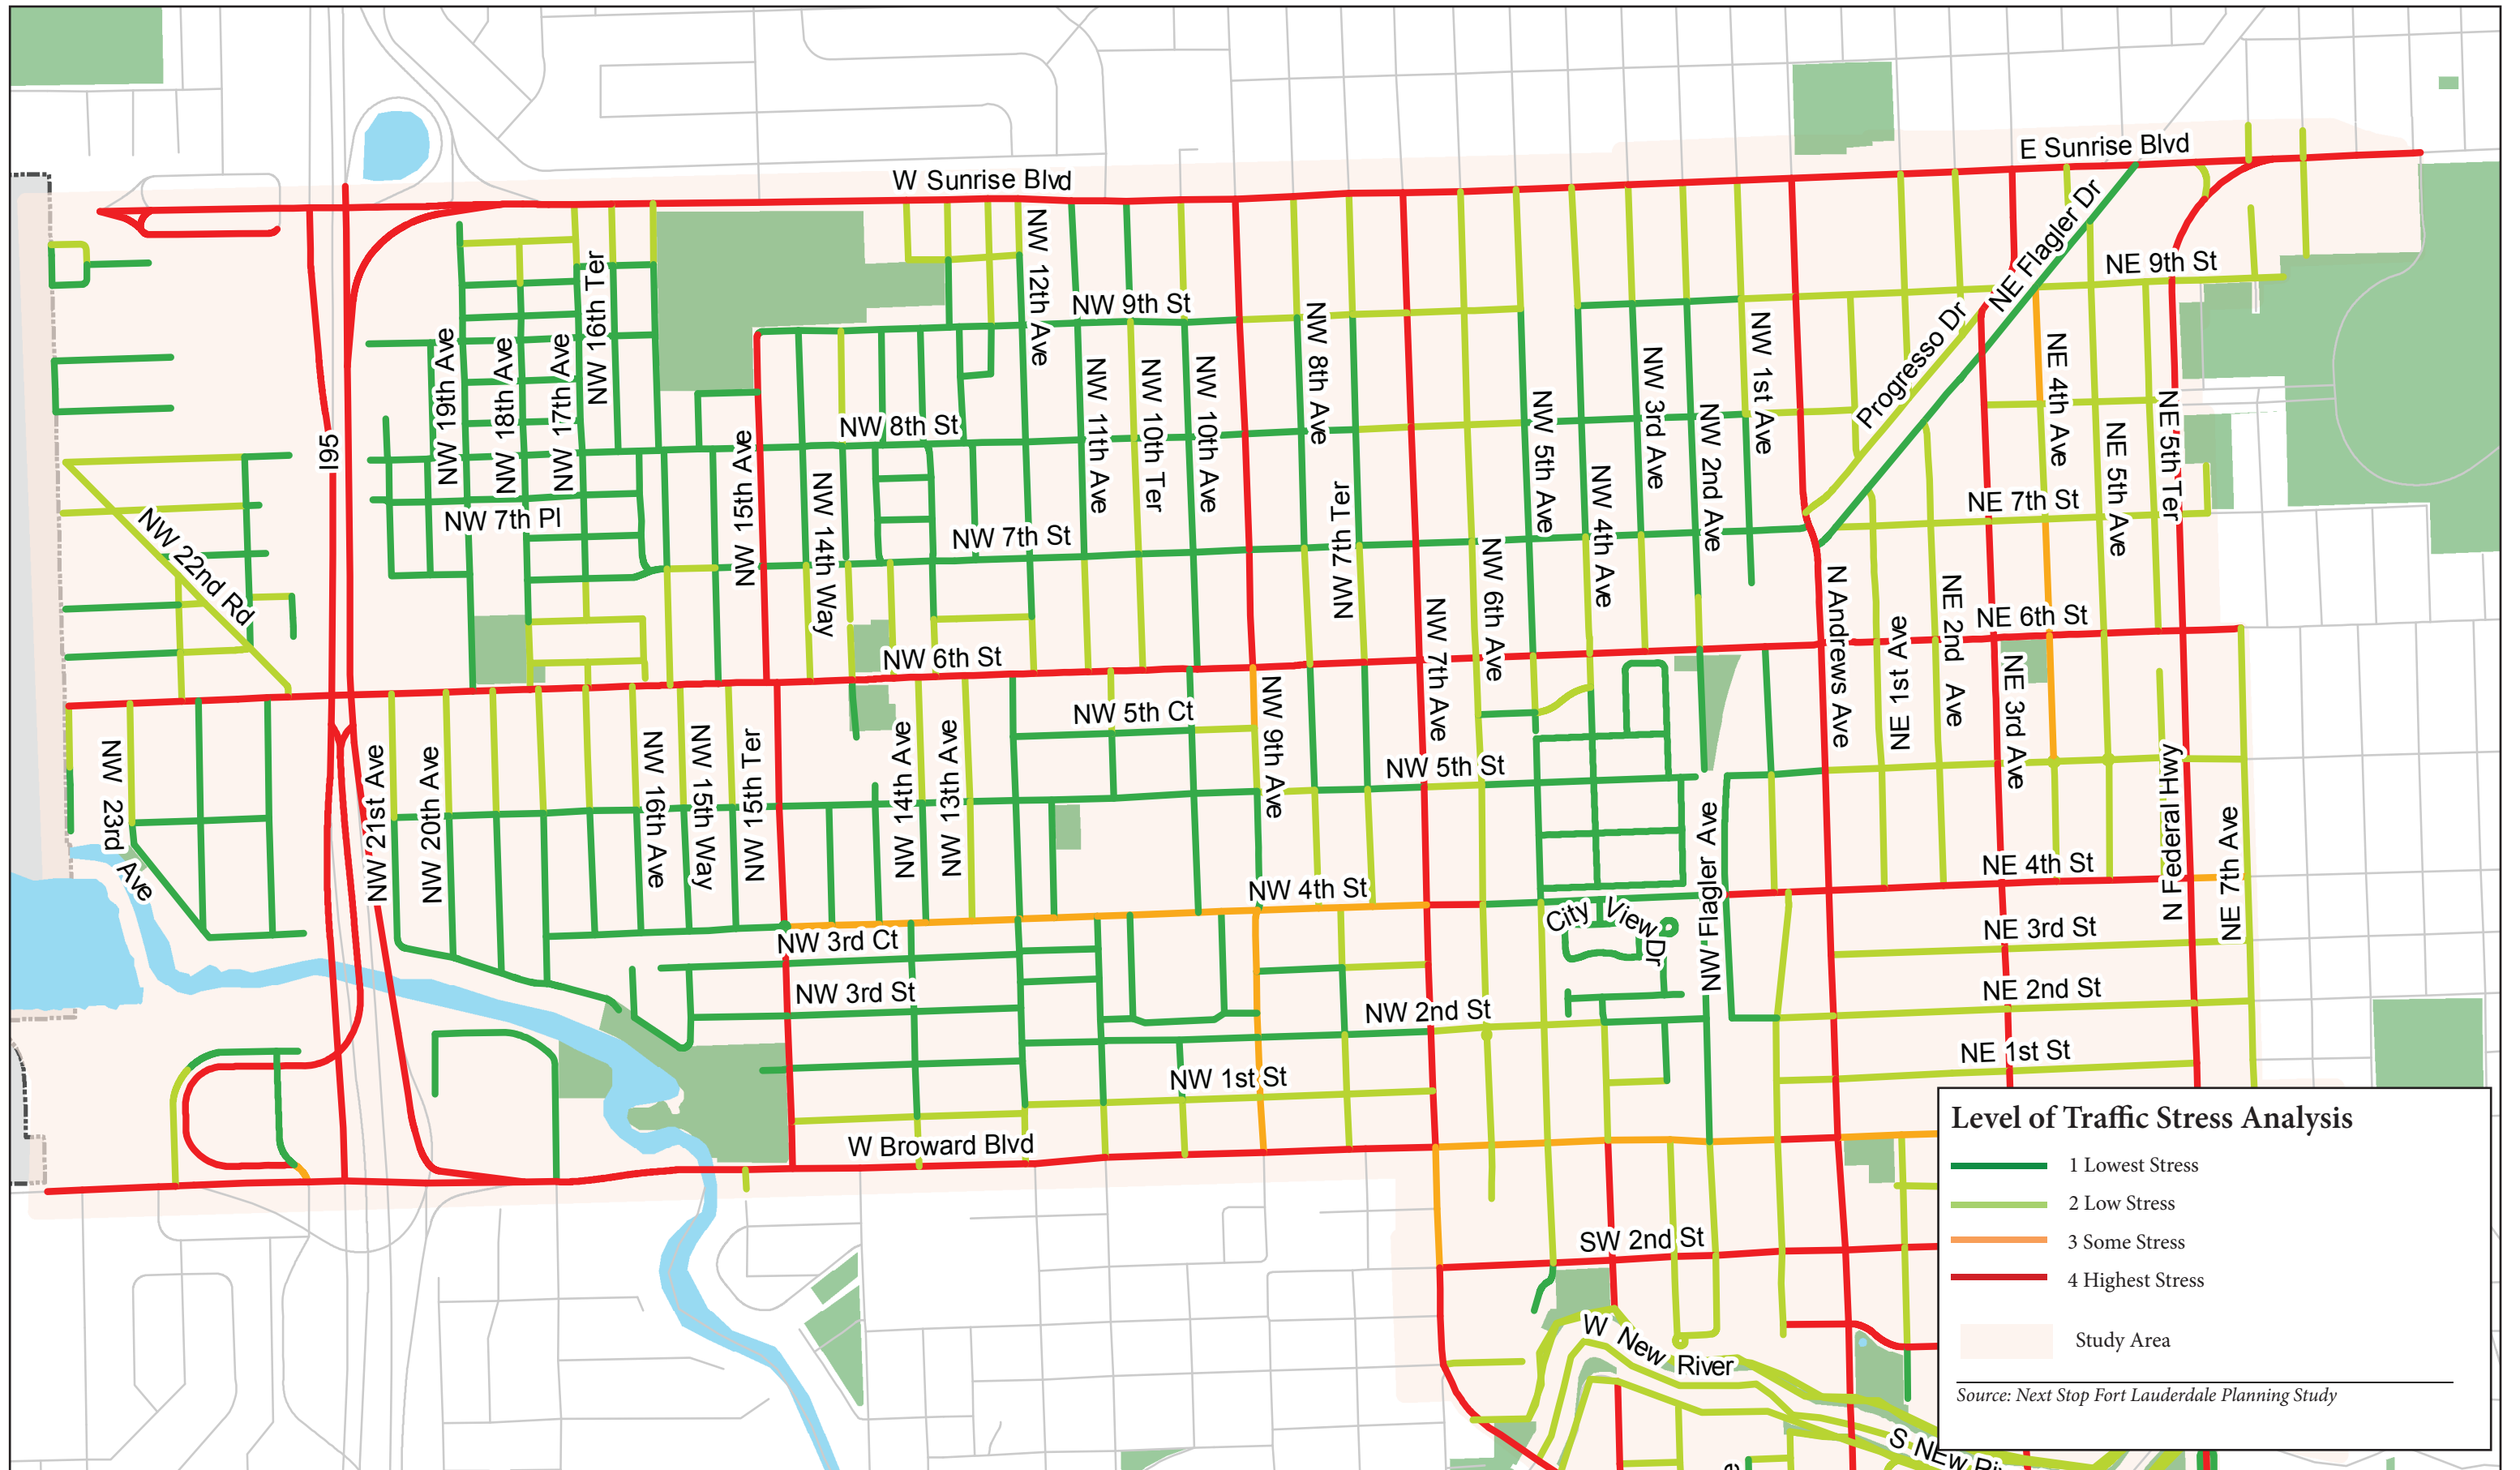 E Sunrise Blvd
W Sunrise Blvd
NW 12th Ave
NE Flagler Dr
NE 9th St
NW 9th St
NW 16th Ter
NW 8th Ave
Progresso Dr
NW 1st Ave
NE 4th Ave
NW 19th Ave
NW 18th Ave
NW 17th Ave
NW 11th Ave
NW 10th Ter
NW 10th Ave
NW 3rd Ave
NW 2nd Ave
NW 5th Ave
NE 5th Ter
NE 5th Ave
I95
NW 8th St
NW 15th Ave
NW 14th Way
NW 7th Ter
NW 4th Ave
NE 7th St
NW 7th Pl
NW 7th St
NW 22nd Rd
NW 6th Ave
NW 7th Ave
N Andrews Ave
NE 1st Ave
NE 2nd Ave
NE 6th St
NE 3rd Ave
NW 6th St
NW 5th Ct
NW 9th Ave
NW 5th St
NW 23rd Ave
NW 21st Ave
NW 20th Ave
NW 16th Ave
NW 15th Way
NW 15th Ter
NW 14th Ave
NW 13th Ave
NW Flagler Ave
N Federal Hwy
NE 7th Ave
NE 4th St
NW 4th St
City View Dr
NE 3rd St
NW 3rd Ct
NW 3rd St
NE 2nd St
NW 2nd St
NE 1st St
NW 1st St
W Broward Blvd
SW 2nd St
W New River
S NEw Ri
Level of Traffic Stress Analysis
1 Lowest Stress
2 Low Stress
3 Some Stress
4 Highest Stress
Study Area
Source: Next Stop Fort Lauderdale Planning Study